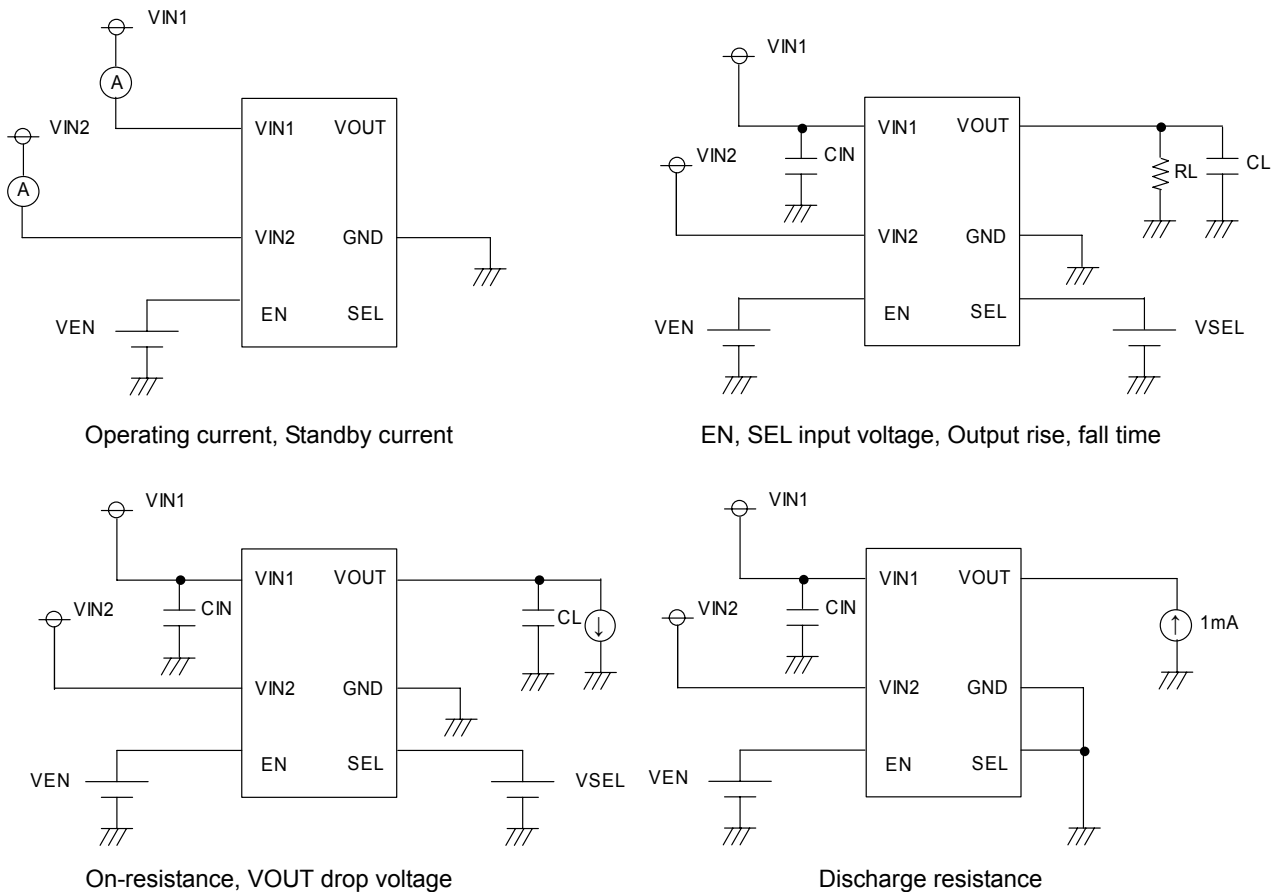 VIN1
A
VIN2
A
VIN1 VOUT
VIN2 GND
EN SEL
VEN
Operating current, Standby current
VIN1
VIN2
CIN
VIN1 VOUT
RL CL
VIN2 GND
EN SEL
VEN
VSEL
EN, SEL input voltage, Output rise, fall time
VIN1
VIN2
CIN
VIN1 VOUT
CL ↓
VIN2 GND
EN SEL
VEN
VSEL
On-resistance, VOUT drop voltage
VIN1
VIN2
CIN
VIN1 VOUT
↑ 1mA
VIN2 GND
EN SEL
VEN
Discharge resistance